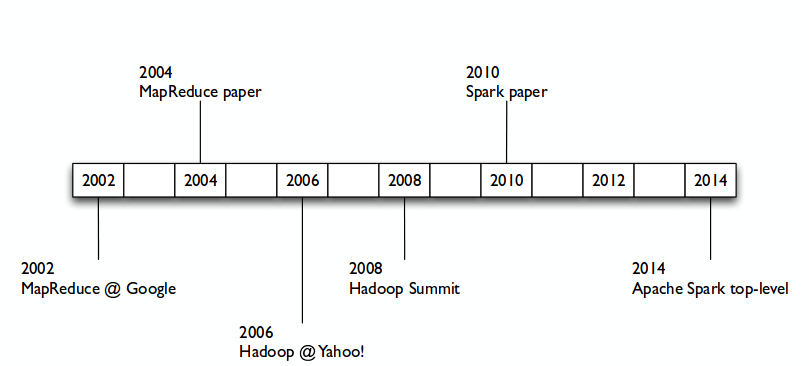 2004
MapReduce paper
2010
Spark paper
2002 2004 2006 2008 2010 2012 2014
2002
MapReduce @ Google
2008
Hadoop Summit
2014
Apache Spark top-level
2006
Hadoop @ Yahoo!